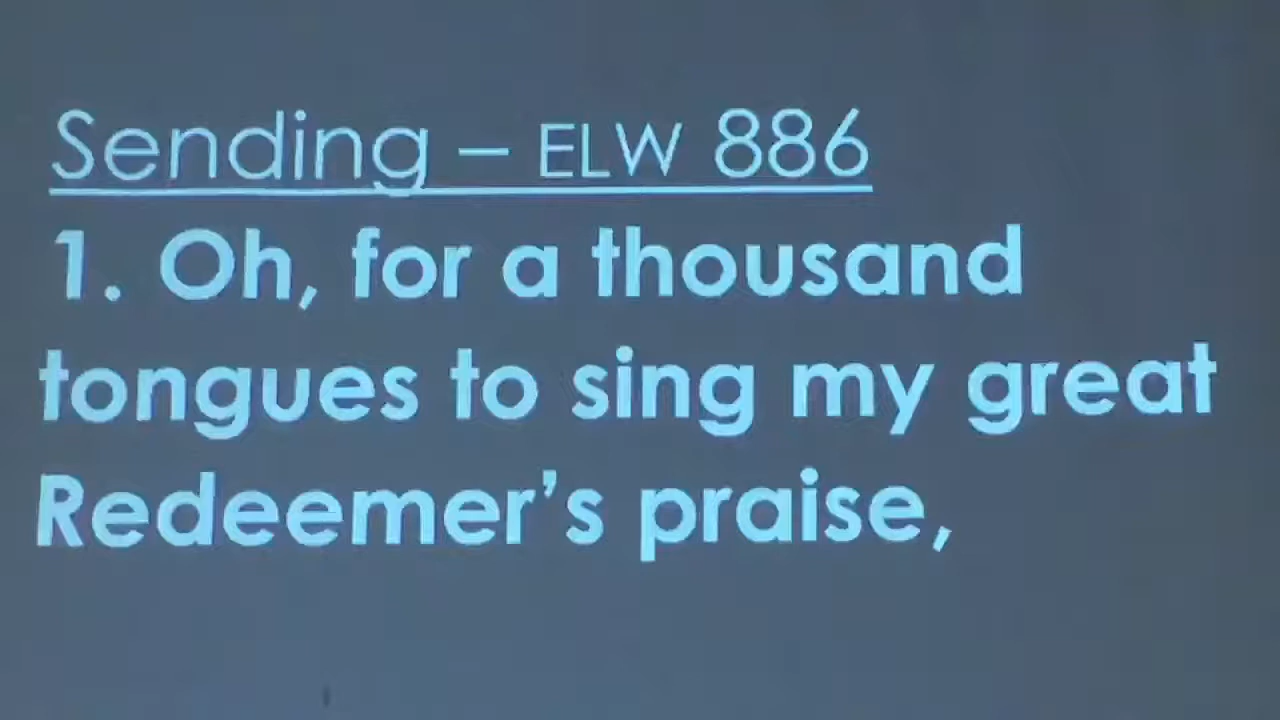 Sending – ELW 886
1. Oh, for a thousand
tongues to sing my great
Redeemer’s praise,